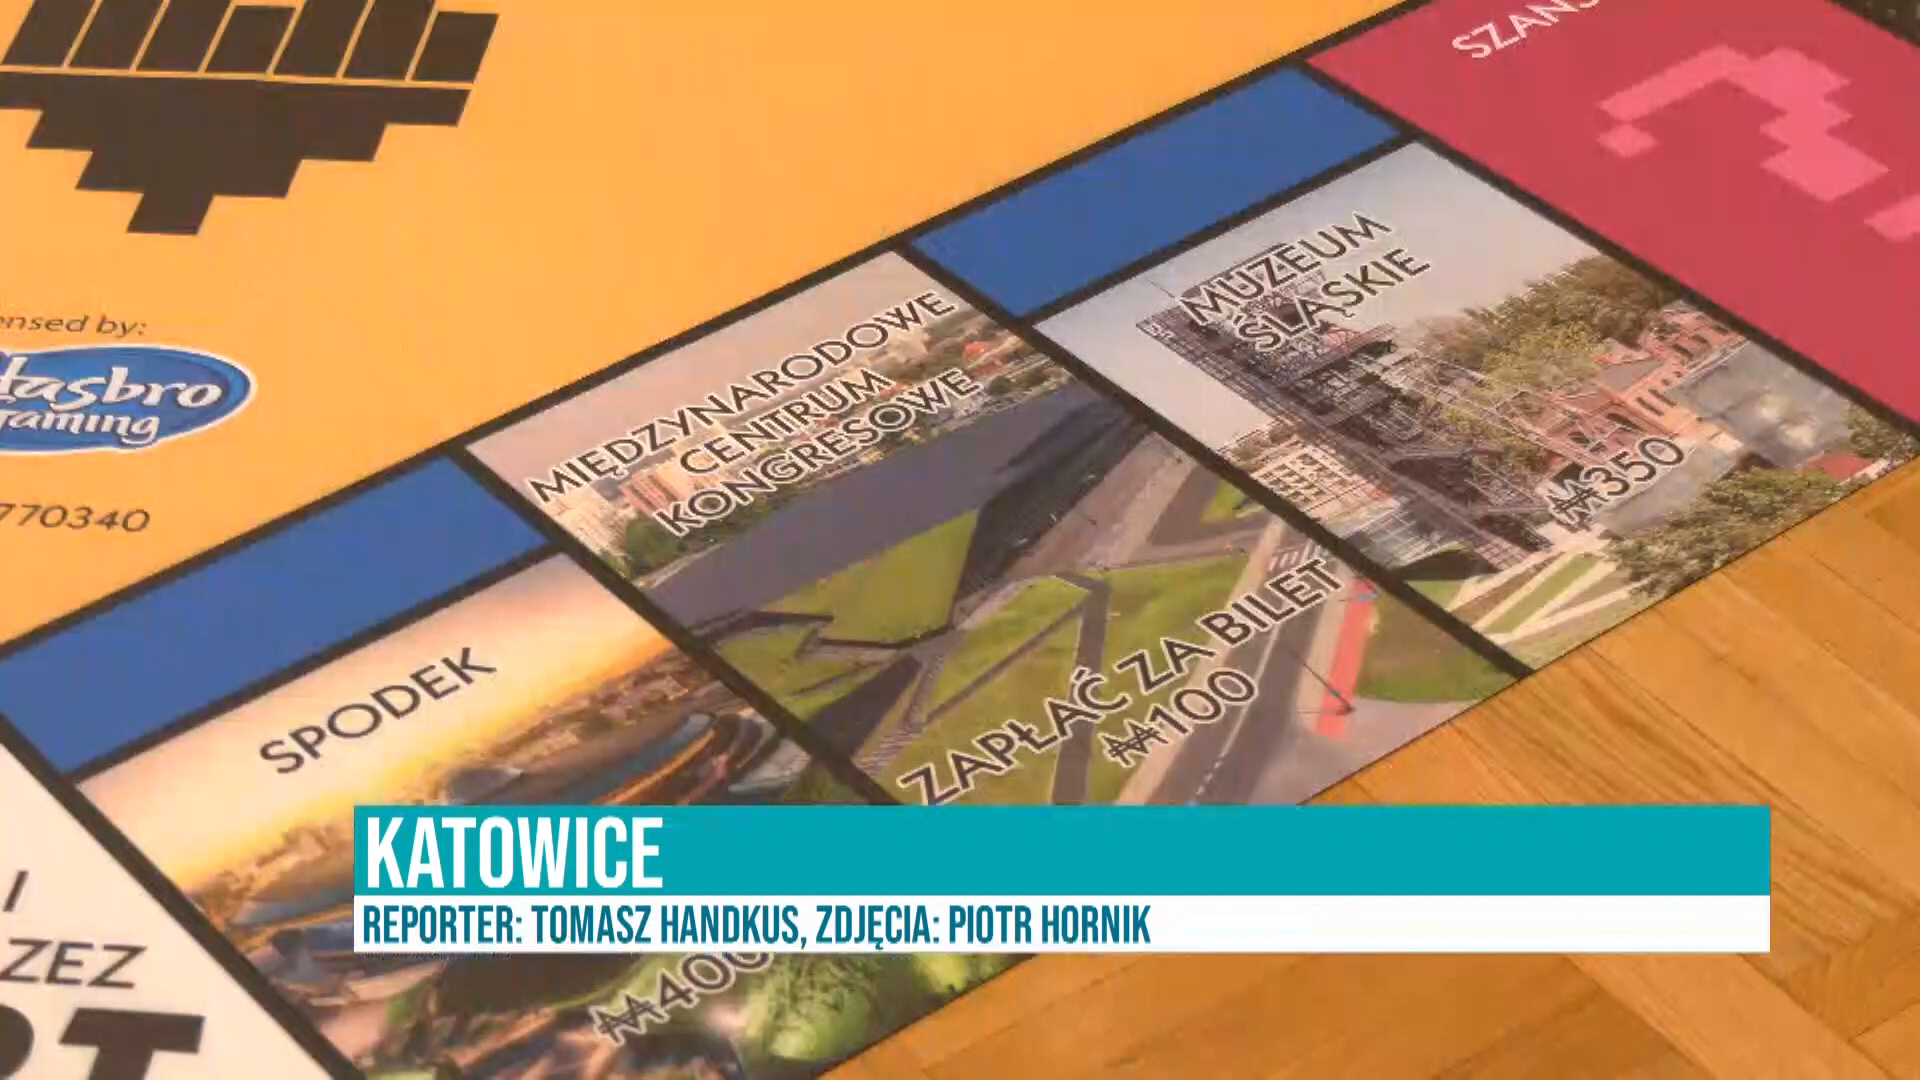 SZANS
MUZEUM
ŚLĄSKIE
₩350
MIĘDZYNARODOWE
CENTRUM
KONGRESOWE
ZAPŁAĆ ZA BILET
₩100
SPODEK
₩400
ensed by:
Hasbro
Gaming
770340
I
ZEZ
KATOWICE
REPORTER: TOMASZ HANDKUS, ZDJĘCIA: PIOTR HORNIK